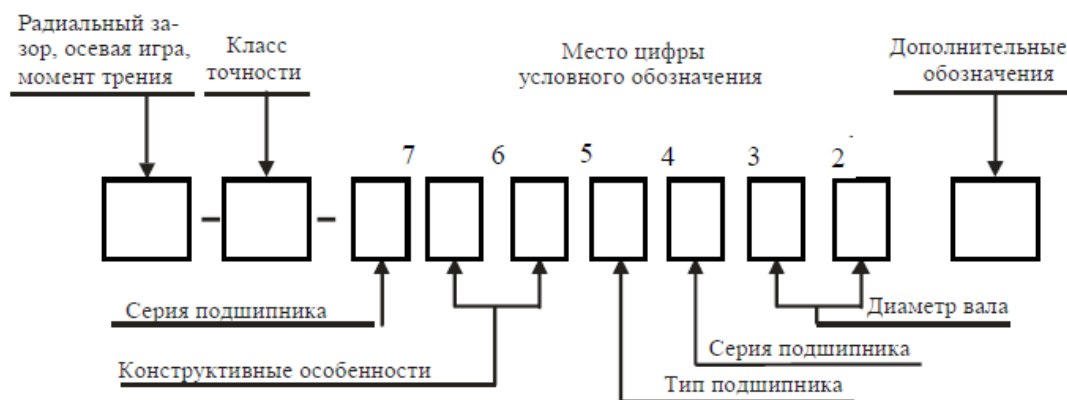 Радиальный за-
зор, осевая игра,
момент трения
Класс
точности
Место цифры
условного обозначения
Дополнительные
обозначения
7 6 5 4 3 2
Серия подшипника
Диаметр вала
Серия подшипника
Конструктивные особенности
Тип подшипника